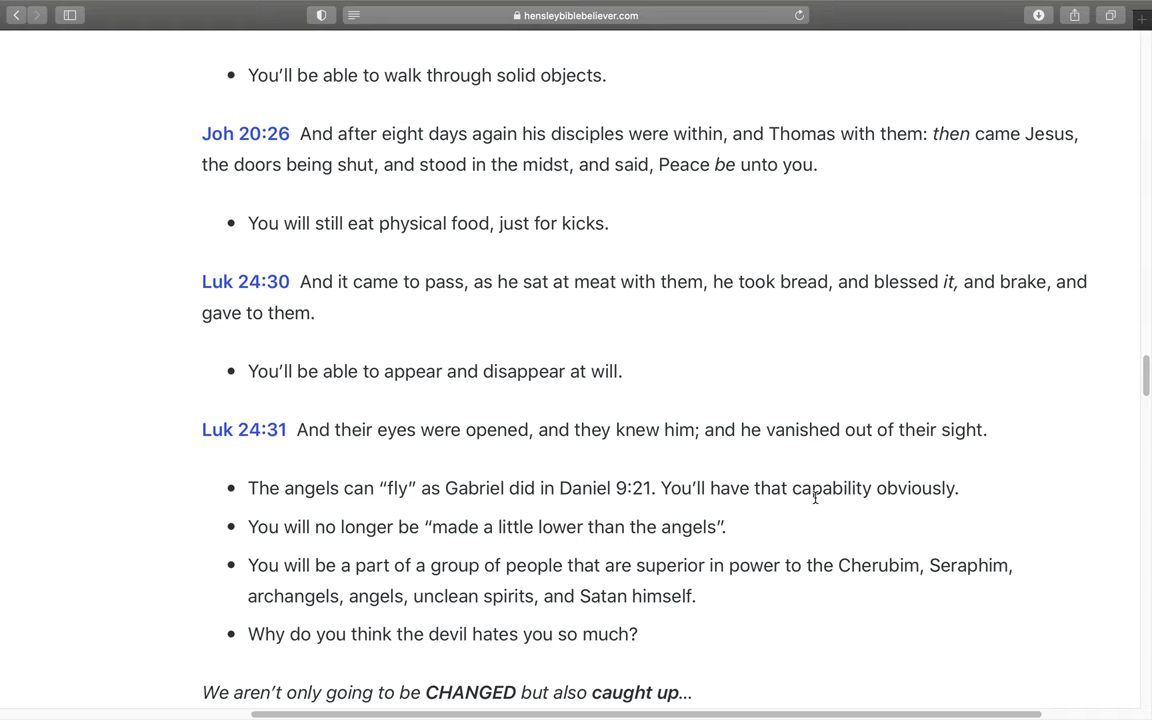 hensleybiblebeliever.com
• You’ll be able to walk through solid objects.
Joh 20:26 And after eight days again his disciples were within, and Thomas with them: then came Jesus,
the doors being shut, and stood in the midst, and said, Peace be unto you.
• You will still eat physical food, just for kicks.
Luk 24:30 And it came to pass, as he sat at meat with them, he took bread, and blessed it, and brake, and
gave to them.
• You’ll be able to appear and disappear at will.
Luk 24:31 And their eyes were opened, and they knew him; and he vanished out of their sight.
• The angels can “fly” as Gabriel did in Daniel 9:21. You’ll have that capability obviously.
• You will no longer be “made a little lower than the angels”.
• You will be a part of a group of people that are superior in power to the Cherubim, Seraphim,
archangels, angels, unclean spirits, and Satan himself.
• Why do you think the devil hates you so much?
We aren’t only going to be CHANGED but also caught up...